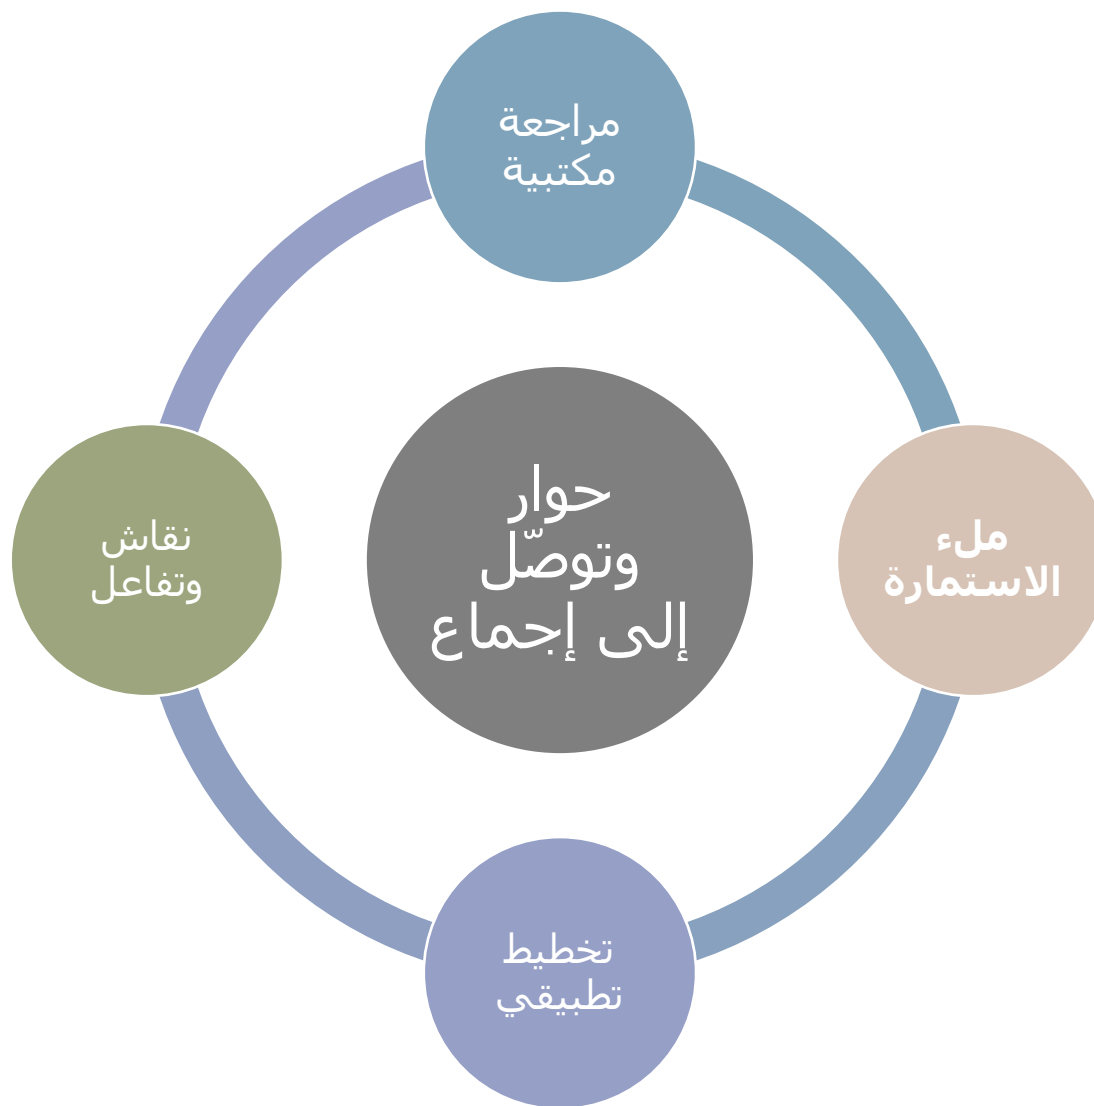 مراجعة
مكتبية
حوار
وتوصّل
إلى إجماع
ملء
الاستمارة
نقاش
وتفاعل
تخطيط
تطبيقي